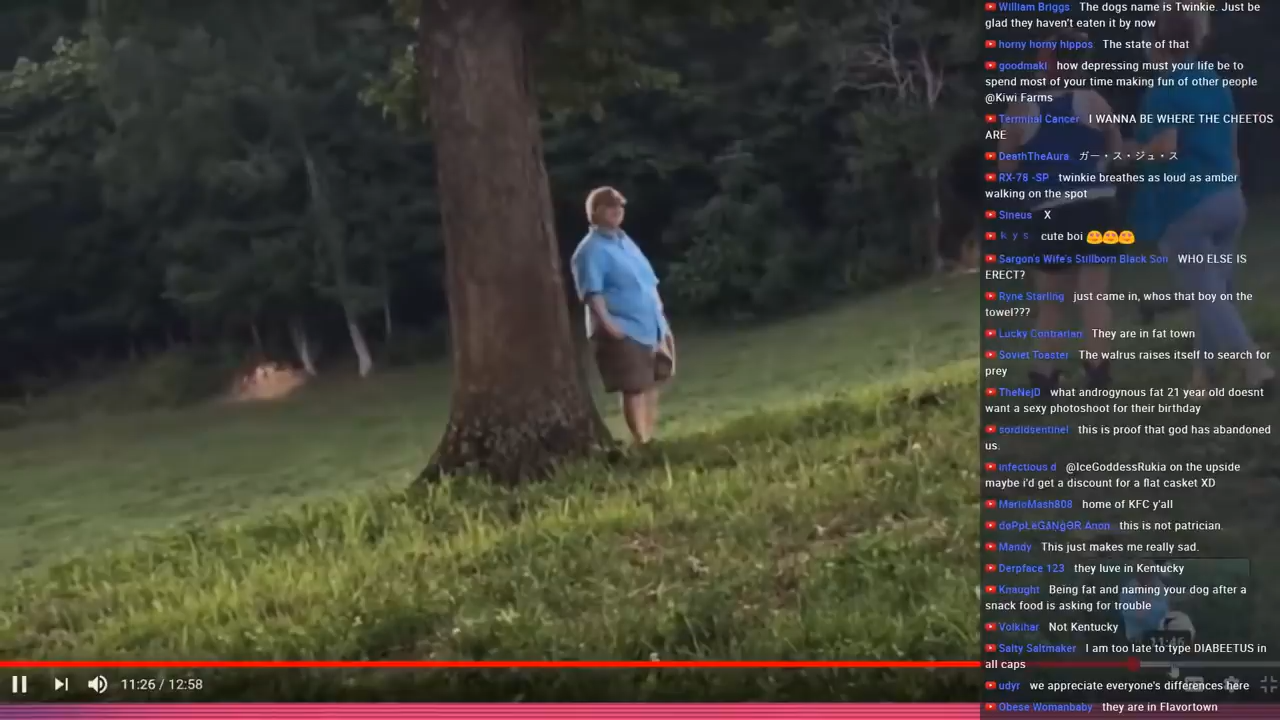 William Briggs The dogs name is Twinkie. Just be
glad they haven't eaten it by now
horny horny hippos The state of that
goodmaki how depressing must your life be to
spend most of your time making fun of other people
@Kiwi Farms
Terminal Cancer I WANNA BE WHERE THE CHEETOS
ARE
DeathTheAura ガー・ス・ジュ・ス
RX-78 -SP twinkie breathes as loud as amber
walking on the spot
Sineus X
k y s cute boi 😍😍😍
Sargon's Wife's Stillborn Black Son WHO ELSE IS
ERECT?
Ryne Starling just came in, whos that boy on the
towel???
Lucky Contrarian They are in fat town
Soviet Toaster The walrus raises itself to search for
prey
TheNejD what androgynous fat 21 year old doesnt
want a sexy photoshoot for their birthday
sordidsentinel this is proof that god has abandoned
us.
infectious d @IceGoddessRukia on the upside
maybe i'd get a discount for a flat casket XD
MarioMash808 home of KFC y'all
Anon this is not patrician.
Mandy This just makes me really sad.
Derpface 123 they luve in Kentucky
Knaught Being fat and naming your dog after a
snack food is asking for trouble
Volkihar Not Kentucky
11:46
Salty Saltmaker I am too late to type DIABEETUS in
all caps
11:26 / 12:58
udyr we appreciate everyone's differences here
Obese Womanbaby they are in Flavortown